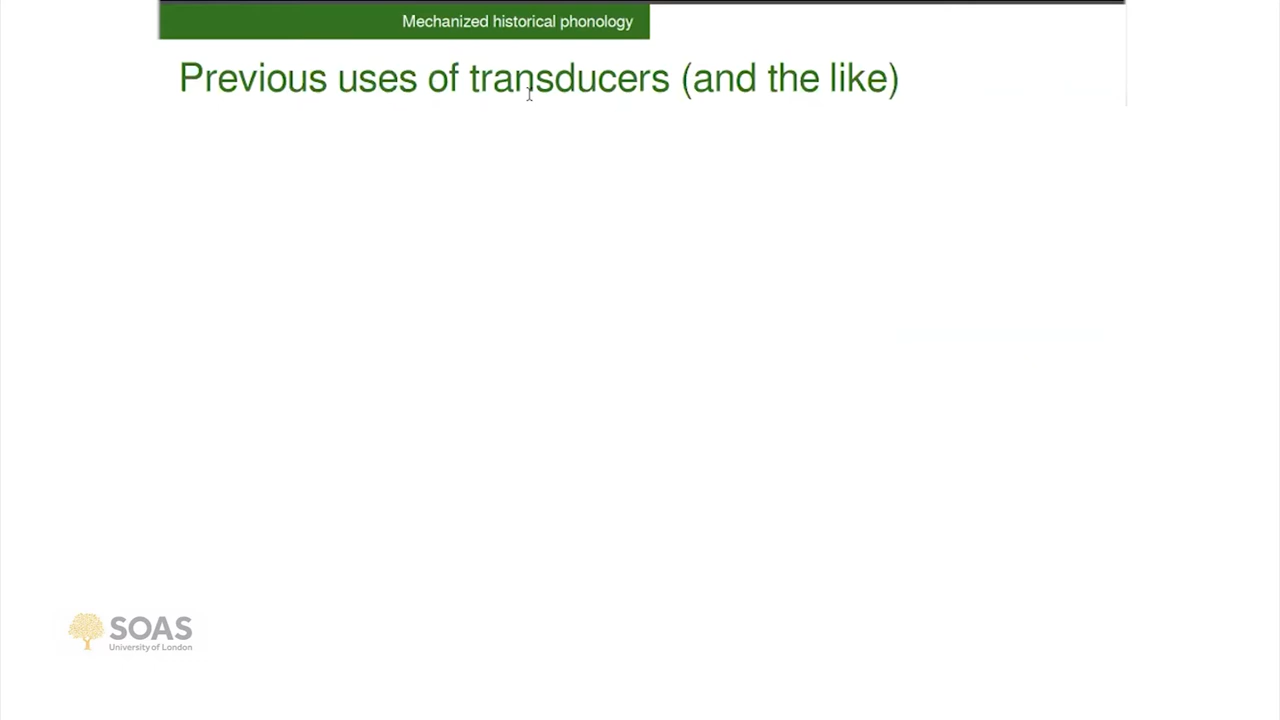 Mechanized historical phonology
Previous uses of transducers (and the like)
SOAS
University of London